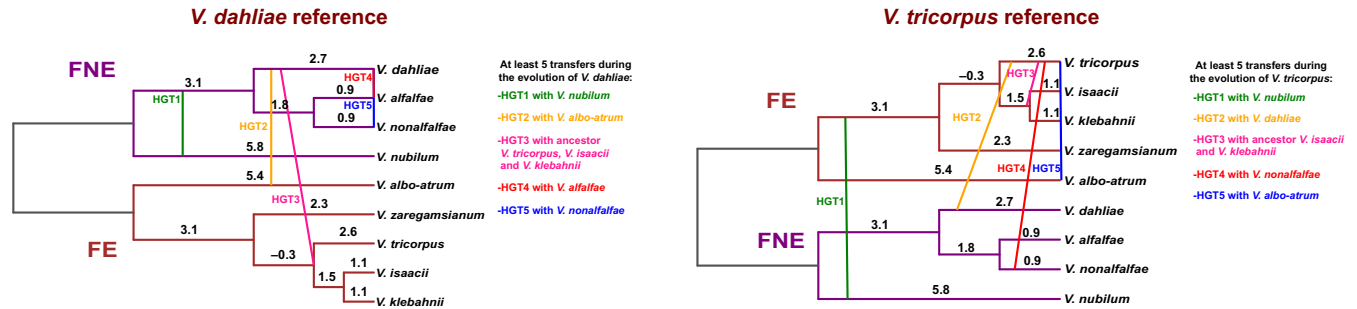 V. dahliae reference
FNE
3.1
HGT1
5.8
2.7
1.8
0.9
0.9
HGT4
HGT5
HGT2
HGT3
V. dahliae
V. alfalfae
V. nonalfalfae
V. nubilum
5.4
V. albo-atrum
2.3
V. zaregamsianum
FE
3.1
–0.3
2.6
V. tricorpus
1.5
1.1
V. isaacii
1.1
V. klebahnii
At least 5 transfers during
the evolution of V. dahliae:
-HGT1 with V. nubilum
-HGT2 with V. albo-atrum
-HGT3 with ancestor
V. tricorpus, V. isaacii
and V. klebahnii
-HGT4 with V. alfalfae
-HGT5 with V. nonalfalfae
V. tricorpus reference
FE
3.1
–0.3
2.6
HGT3
V. tricorpus
1.5
1.1
V. isaacii
1.1
V. klebahnii
HGT2
2.3
V. zaregamsianum
5.4
HGT4
HGT5
V. albo-atrum
HGT1
2.7
V. dahliae
FNE
3.1
1.8
0.9
V. alfalfae
0.9
V. nonalfalfae
5.8
V. nubilum
At least 5 transfers during
the evolution of V. tricorpus:
-HGT1 with V. nubilum
-HGT2 with V. dahliae
-HGT3 with ancestor V. isaacii
and V. klebahnii
-HGT4 with V. nonalfalfae
-HGT5 with V. albo-atrum